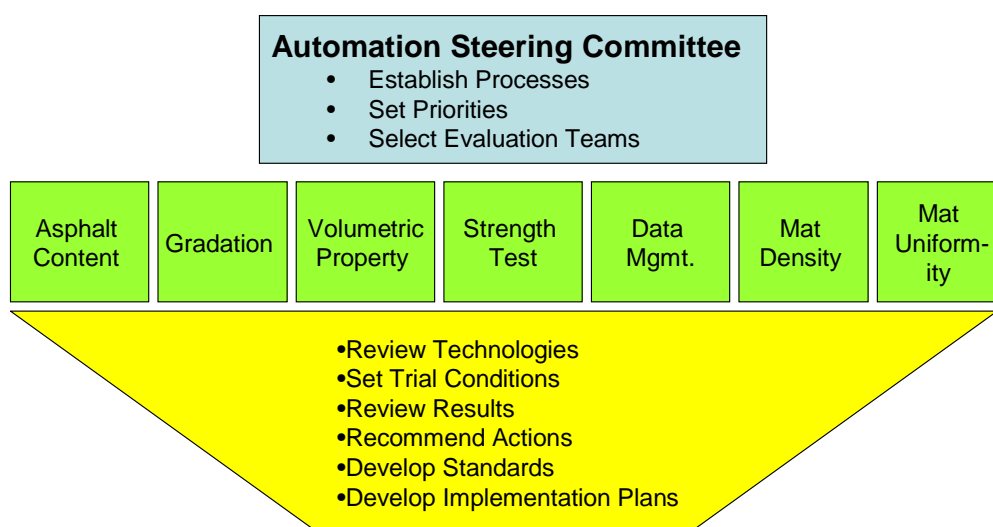 Automation Steering Committee
• Establish Processes
• Set Priorities
• Select Evaluation Teams
Asphalt
Content
Gradation
Volumetric
Property
Strength
Test
Data
Mgmt.
Mat
Density
Mat
Uniform-
ity
•Review Technologies
•Set Trial Conditions
•Review Results
•Recommend Actions
•Develop Standards
•Develop Implementation Plans